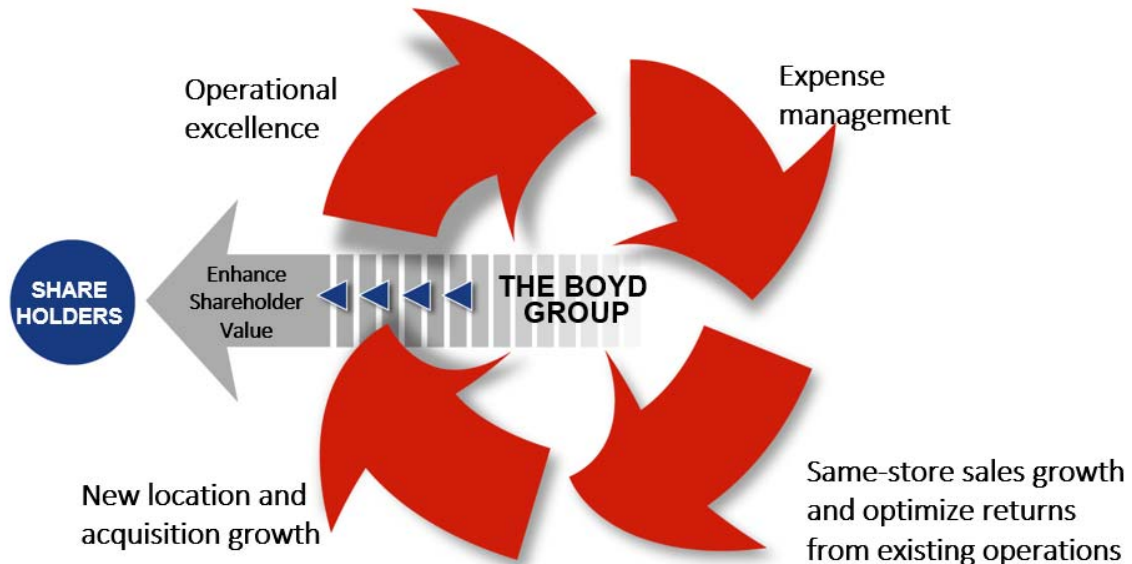 Operational
excellence
Expense
management
SHARE
HOLDERS
Enhance
Shareholder
Value
THE BOYD
GROUP
New location and
acquisition growth
Same-store sales growth
and optimize returns
from existing operations